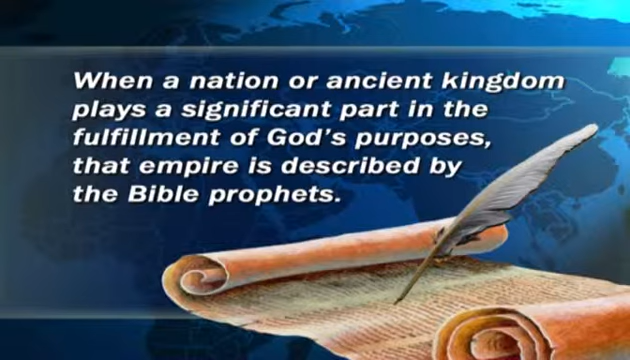 When a nation or ancient kingdom
plays a significant part in the
fulfillment of God's purposes,
that empire is described by
the Bible prophets.